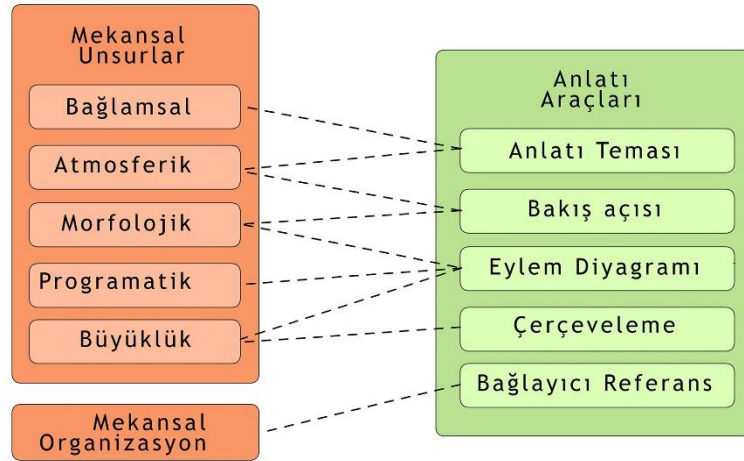 Mekansal
Unsurlar
Bağlamsal
Atmosferik
Morfolojik
Programatik
Büyüklük
Mekansal
Organizasyon
Anlatı
Araçları
Anlatı Teması
Bakış açısı
Eylem Diyagramı
Çerçeveleme
Bağlayıcı Referans